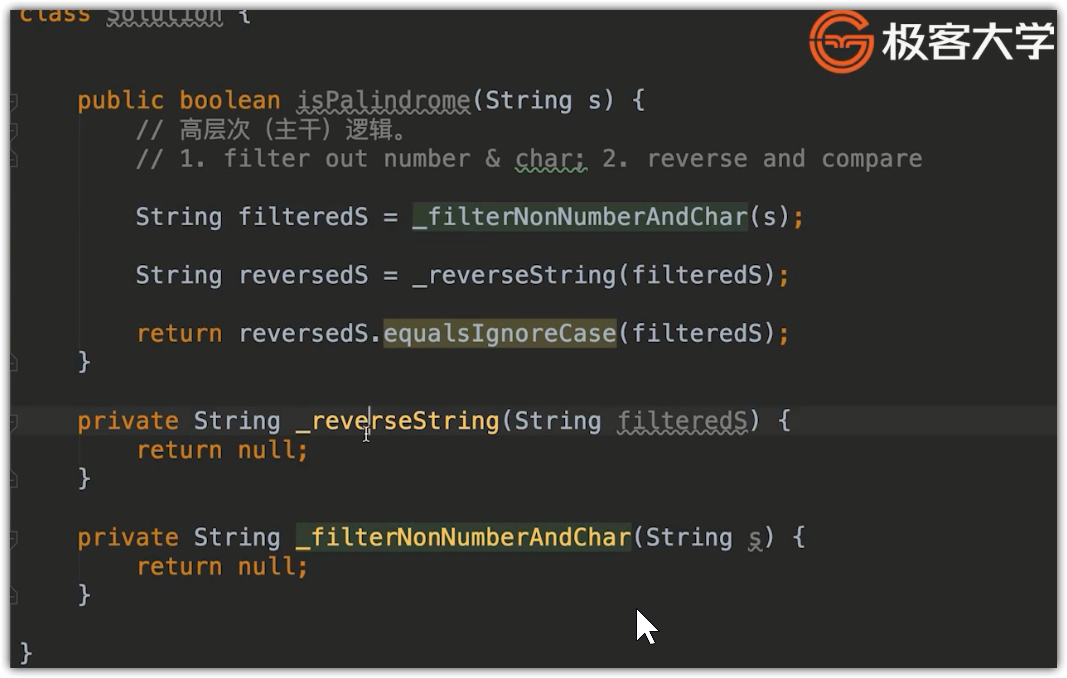 class Solution {
极客大学
public boolean isPalindrome(String s) {
// 高层次（主干）逻辑。
// 1. filter out number & char; 2. reverse and compare
String filteredS = _filterNonNumberAndChar(s);
String reversedS = _reverseString(filteredS);
return reversedS.equalsIgnoreCase(filteredS);
}
private String _reverseString(String filteredS) {
return null;
}
private String _filterNonNumberAndChar(String s) {
return null;
}
}